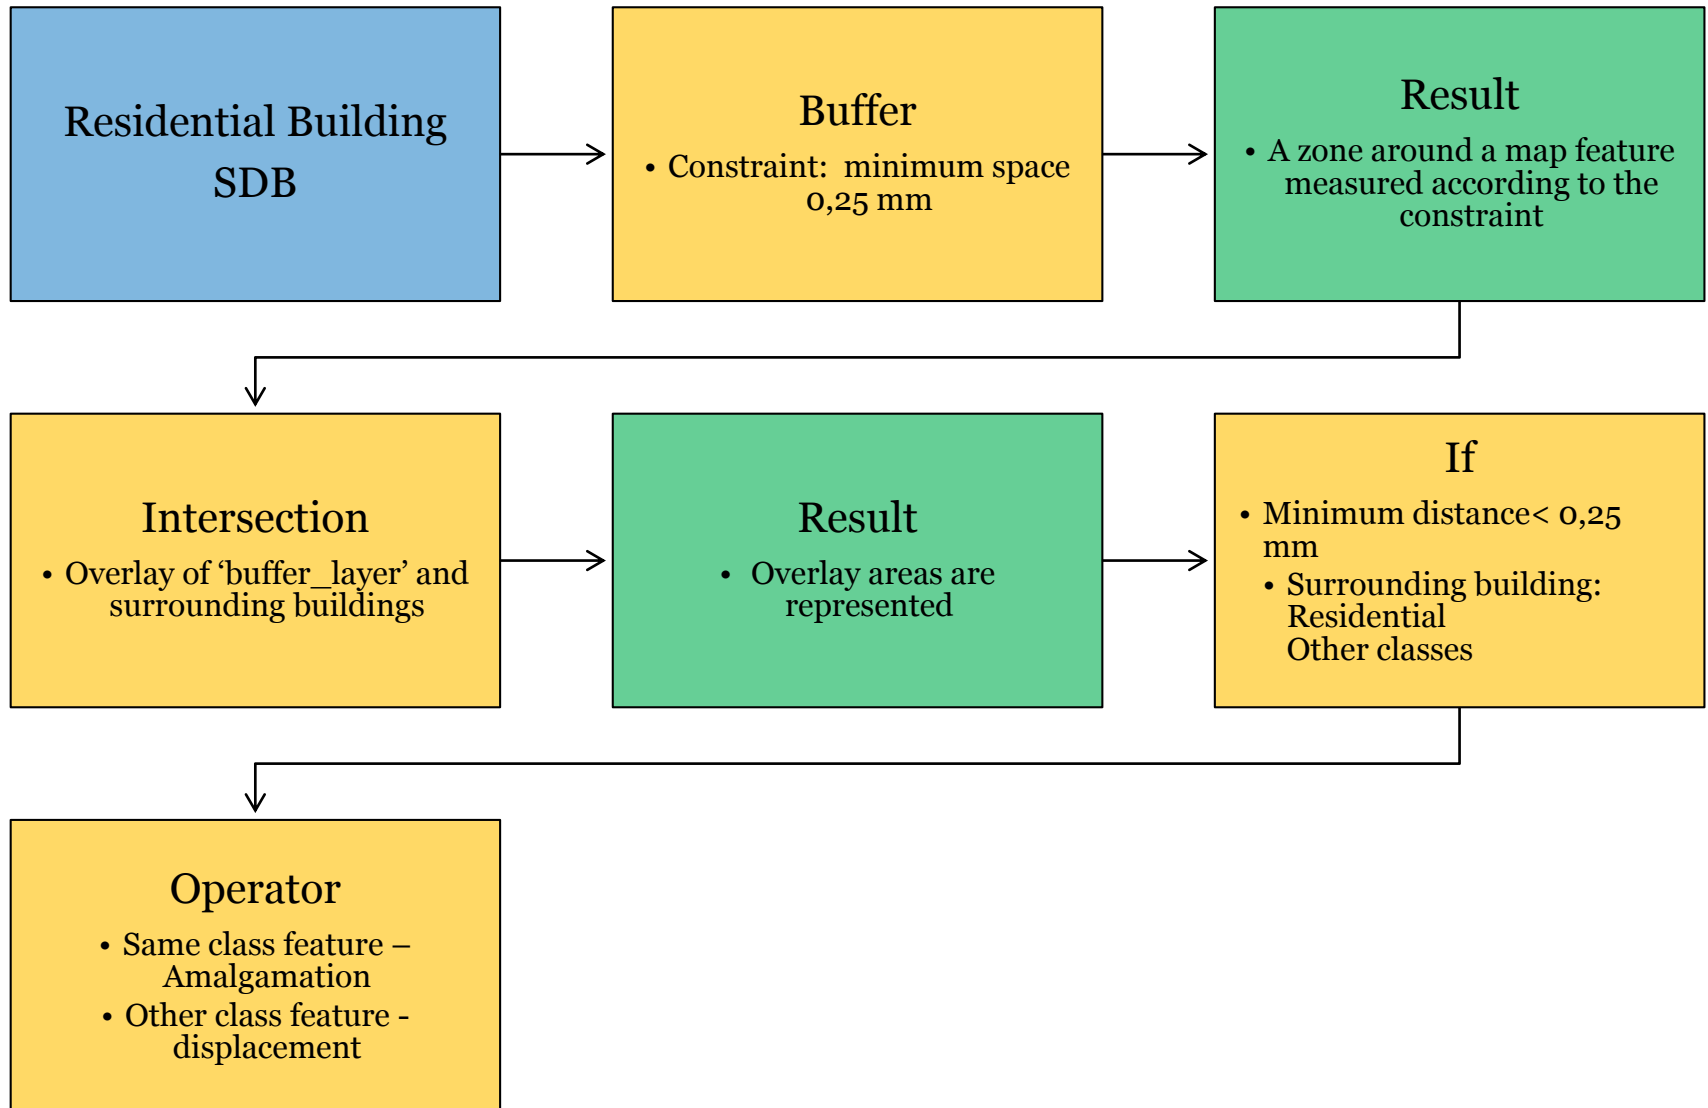 Residential Building
SDB
Buffer
• Constraint:  minimum space
0,25 mm
Result
• A zone around a map feature
measured according to the
constraint
Intersection
• Overlay of ‘buffer_layer’ and
surrounding buildings
Result
• Overlay areas are
represented
If
• Minimum distance< 0,25
mm
• Surrounding building:
Residential
Other classes
Operator
• Same class feature –
Amalgamation
• Other class feature -
displacement